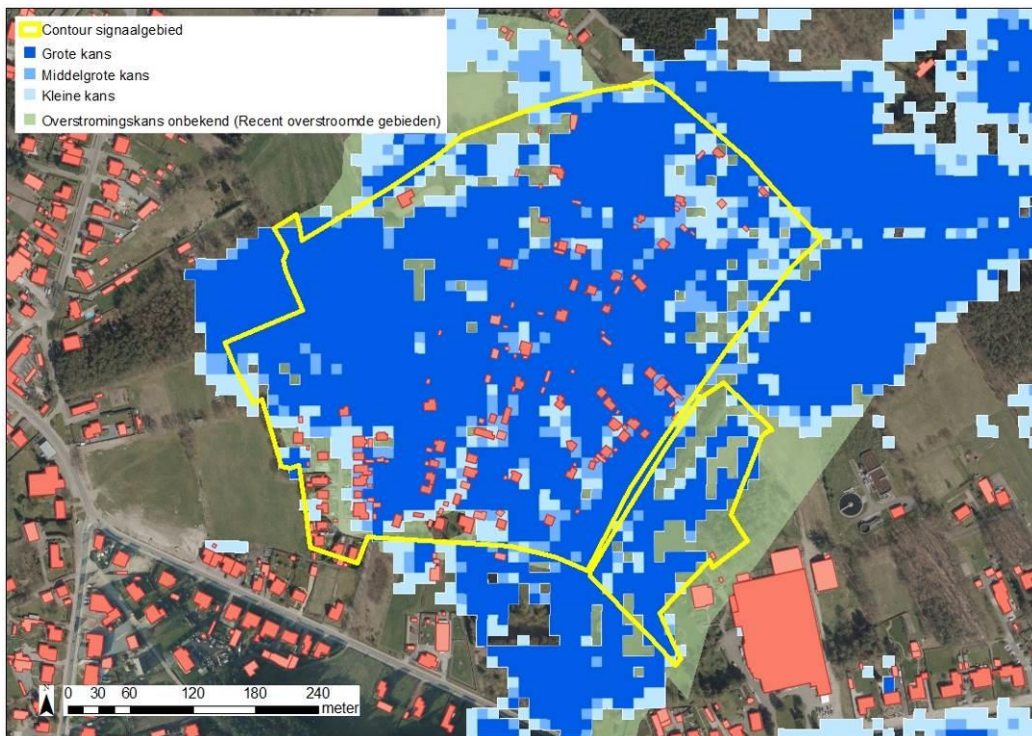 Contour signaalgebied
Grote kans
Middelgrote kans
Kleine kans
Overstromingskans onbekend (Recent overstroomde gebieden)
N
0 30 60 120 180 240
meter